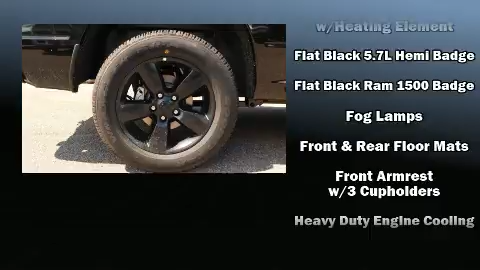 w/Heating Element
Flat Black 5.7L Hemi Badge
Flat Black Ram 1500 Badge
Fog Lamps
Front & Rear Floor Mats
Front Armrest
w/3 Cupholders
Heavy Duty Engine Cooling